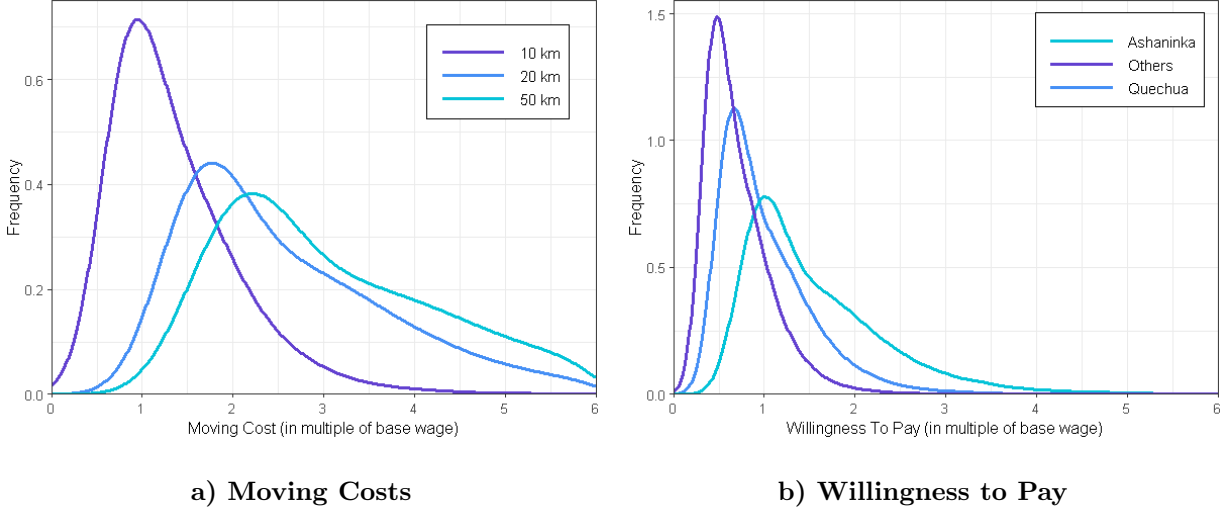 0.6
0.4
0.2
0.0
Frequency
10 km
20 km
50 km
0 1 2 3 4 5 6
Moving Cost (in multiple of base wage)
a) Moving Costs
1.5
1.0
0.5
0.0
Frequency
Ashaninka
Others
Quechua
0 1 2 3 4 5 6
Willingness To Pay (in multiple of base wage)
b) Willingness to Pay